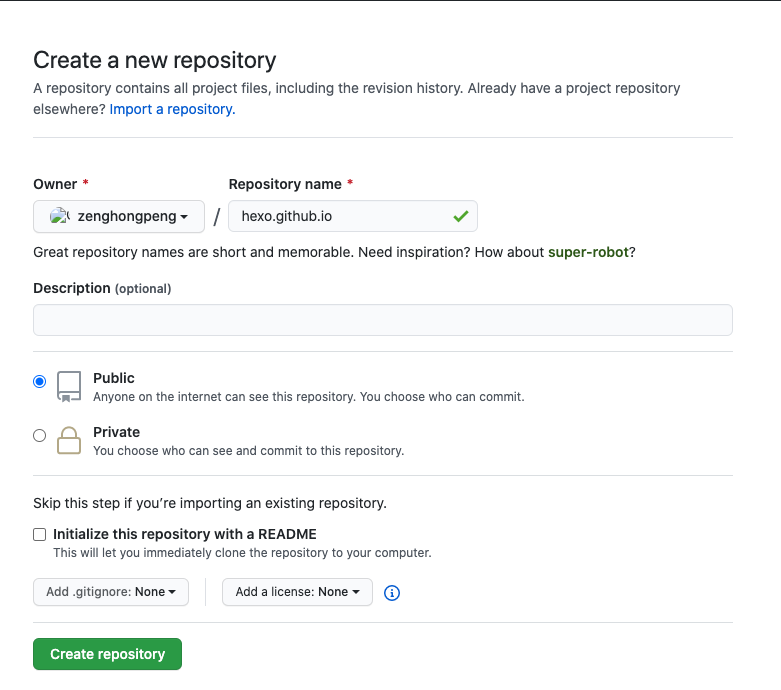 Create a new repository
A repository contains all project files, including the revision history. Already have a project repository
elsewhere? Import a repository.
Owner *
Repository name *
zenghongpeng
/
hexo.github.io
Great repository names are short and memorable. Need inspiration? How about super-robot?
Description (optional)
Public
Anyone on the internet can see this repository. You choose who can commit.
Private
You choose who can see and commit to this repository.
Skip this step if you’re importing an existing repository.
Initialize this repository with a README
This will let you immediately clone the repository to your computer.
Add .gitignore: None
Add a license: None
Create repository